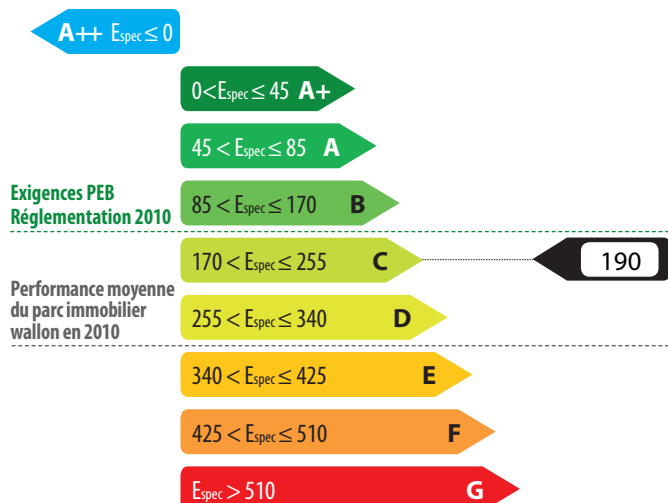 A++ Espec ≤ 0
0<Espec ≤ 45 A+
45 < Espec ≤ 85 A
Exigences PEB
Réglementation 2010
85 < Espec ≤ 170 B
170 < Espec ≤ 255 C
190
Performance moyenne
du parc immobilier
wallon en 2010
255 < Espec ≤ 340 D
340 < Espec ≤ 425 E
425 < Espec ≤ 510 F
Espec > 510 G